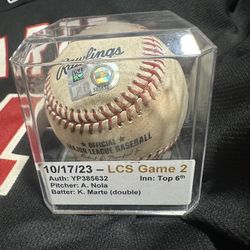 Rawlings
OFFICIAL
MAJOR LEAGUE BASEBALL
10/17/23 – LCS Game 2
Auth: YP385632 Inn: Top 6th
Pitcher: A. Nola
Batter: K. Marte (double)